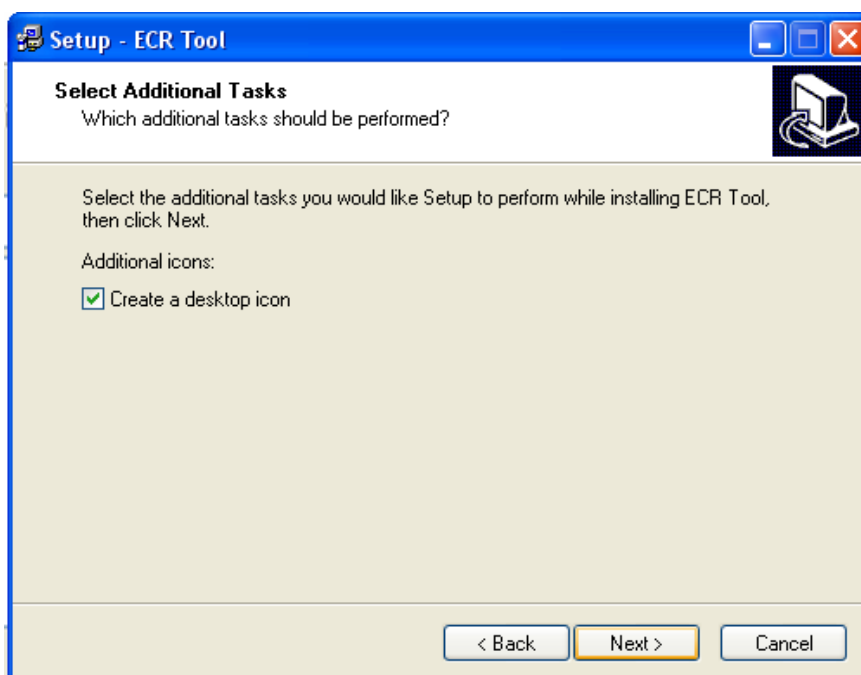 Setup - ECR Tool
Select Additional Tasks
Which additional tasks should be performed?
Select the additional tasks you would like Setup to perform while installing ECR Tool,
then click Next.
Additional icons:
Create a desktop icon
< Back Next > Cancel